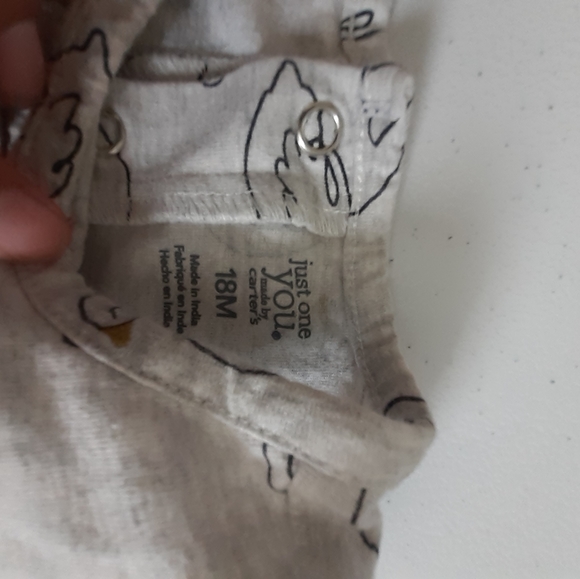 just one
you.
made by
carter's
18M
Made in India
Fabriqué en Inde
Hecho en India